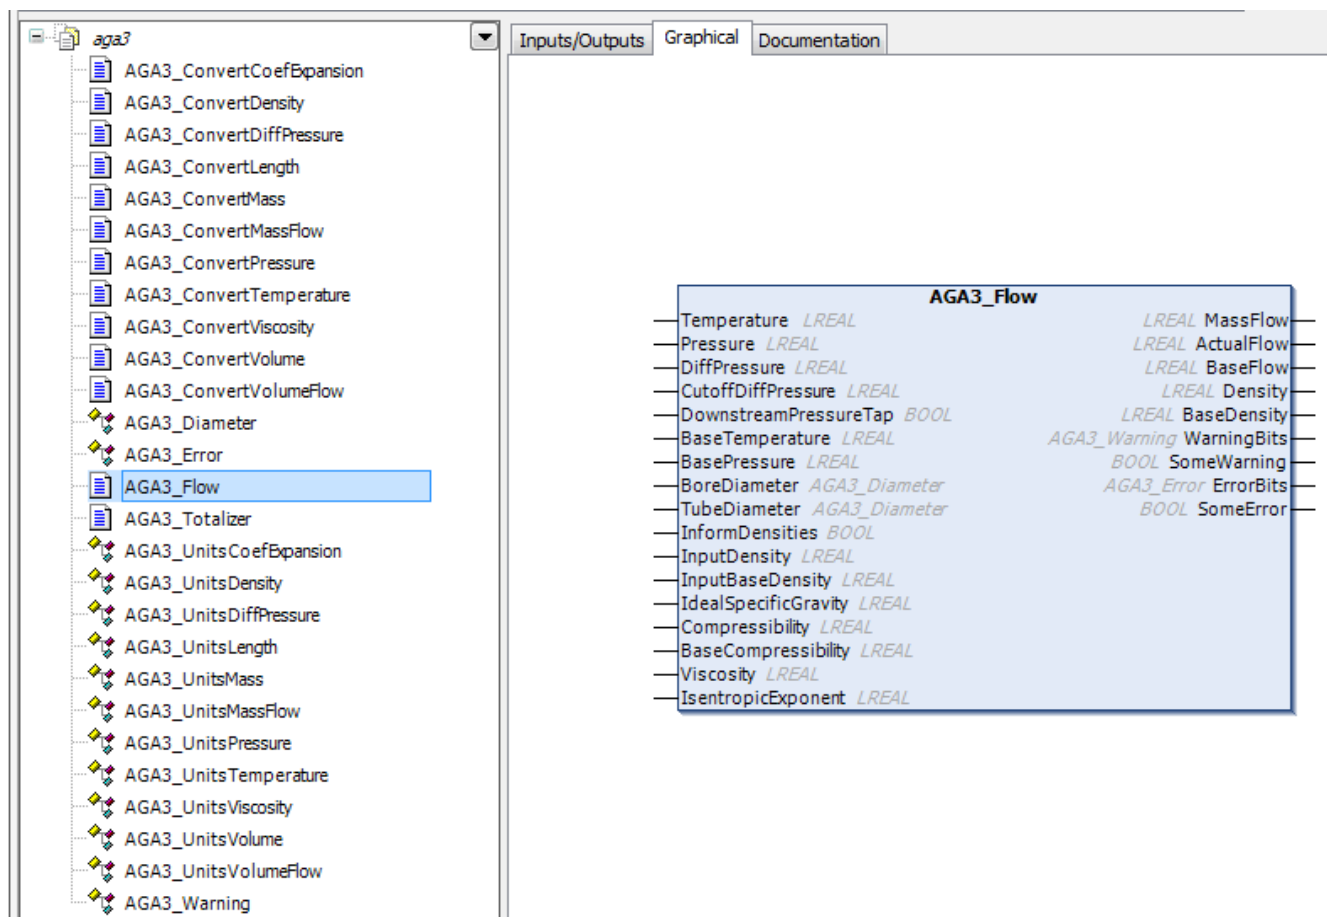 aga3
AGA3_ConvertCoefExpansion
AGA3_ConvertDensity
AGA3_ConvertDiffPressure
AGA3_ConvertLength
AGA3_ConvertMass
AGA3_ConvertMassFlow
AGA3_ConvertPressure
AGA3_ConvertTemperature
AGA3_ConvertViscosity
AGA3_ConvertVolume
AGA3_ConvertVolumeFlow
AGA3_Diameter
AGA3_Error
AGA3_Flow
AGA3_Totalizer
AGA3_UnitsCoefExpansion
AGA3_UnitsDensity
AGA3_UnitsDiffPressure
AGA3_UnitsLength
AGA3_UnitsMass
AGA3_UnitsMassFlow
AGA3_UnitsPressure
AGA3_UnitsTemperature
AGA3_UnitsViscosity
AGA3_UnitsVolume
AGA3_UnitsVolumeFlow
AGA3_Warning
Inputs/Outputs Graphical Documentation
AGA3_Flow
Temperature LREAL LREAL MassFlow
Pressure LREAL LREAL ActualFlow
DiffPressure LREAL LREAL BaseFlow
CutoffDiffPressure LREAL LREAL Density
DownstreamPressureTap BOOL LREAL BaseDensity
BaseTemperature LREAL AGA3_Warning WarningBits
BasePressure LREAL BOOL SomeWarning
BoreDiameter AGA3_Diameter AGA3_Error ErrorBits
TubeDiameter AGA3_Diameter BOOL SomeError
InformDensities BOOL
InputDensity LREAL
InputBaseDensity LREAL
IdealSpecificGravity LREAL
Compressibility LREAL
BaseCompressibility LREAL
Viscosity LREAL
IsentropicExponent LREAL